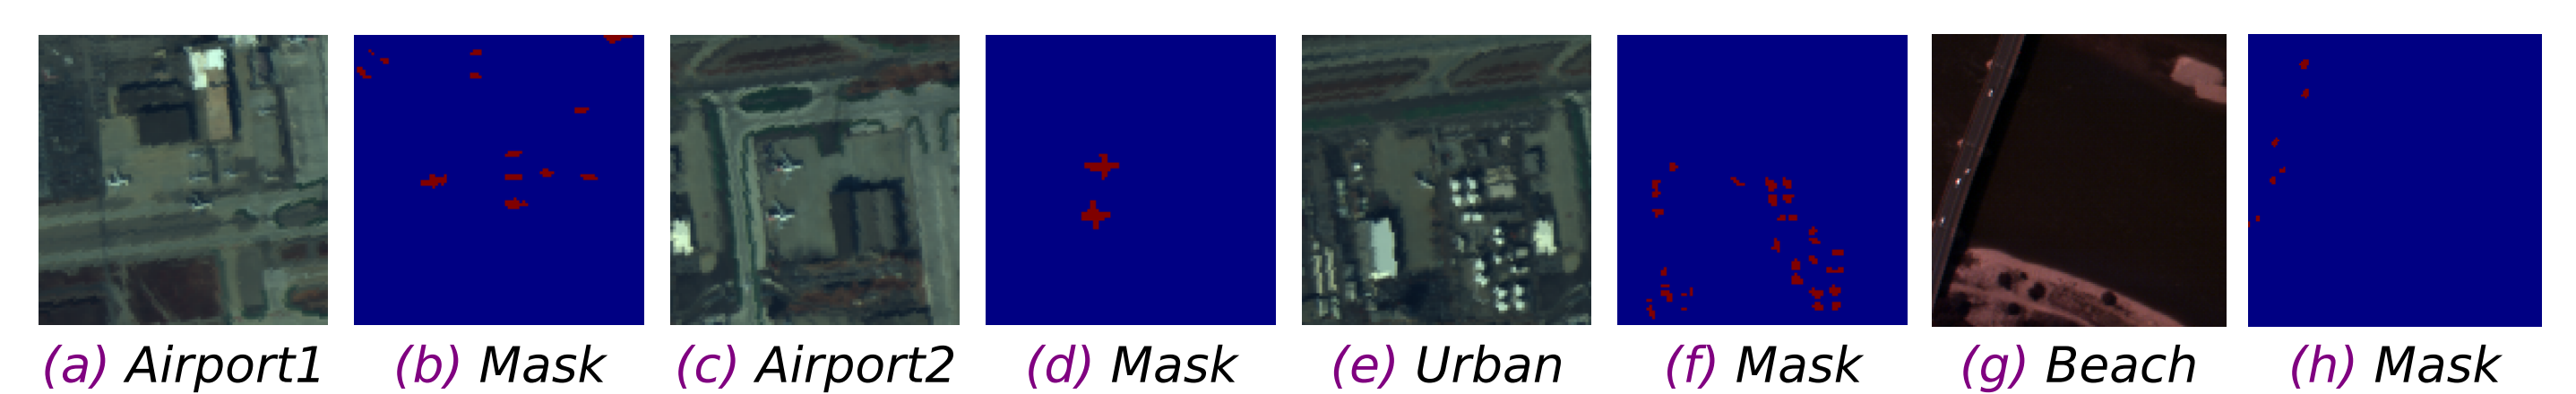 (a) Airport1 (b) Mask (c) Airport2 (d) Mask (e) Urban (f) Mask (g) Beach (h) Mask